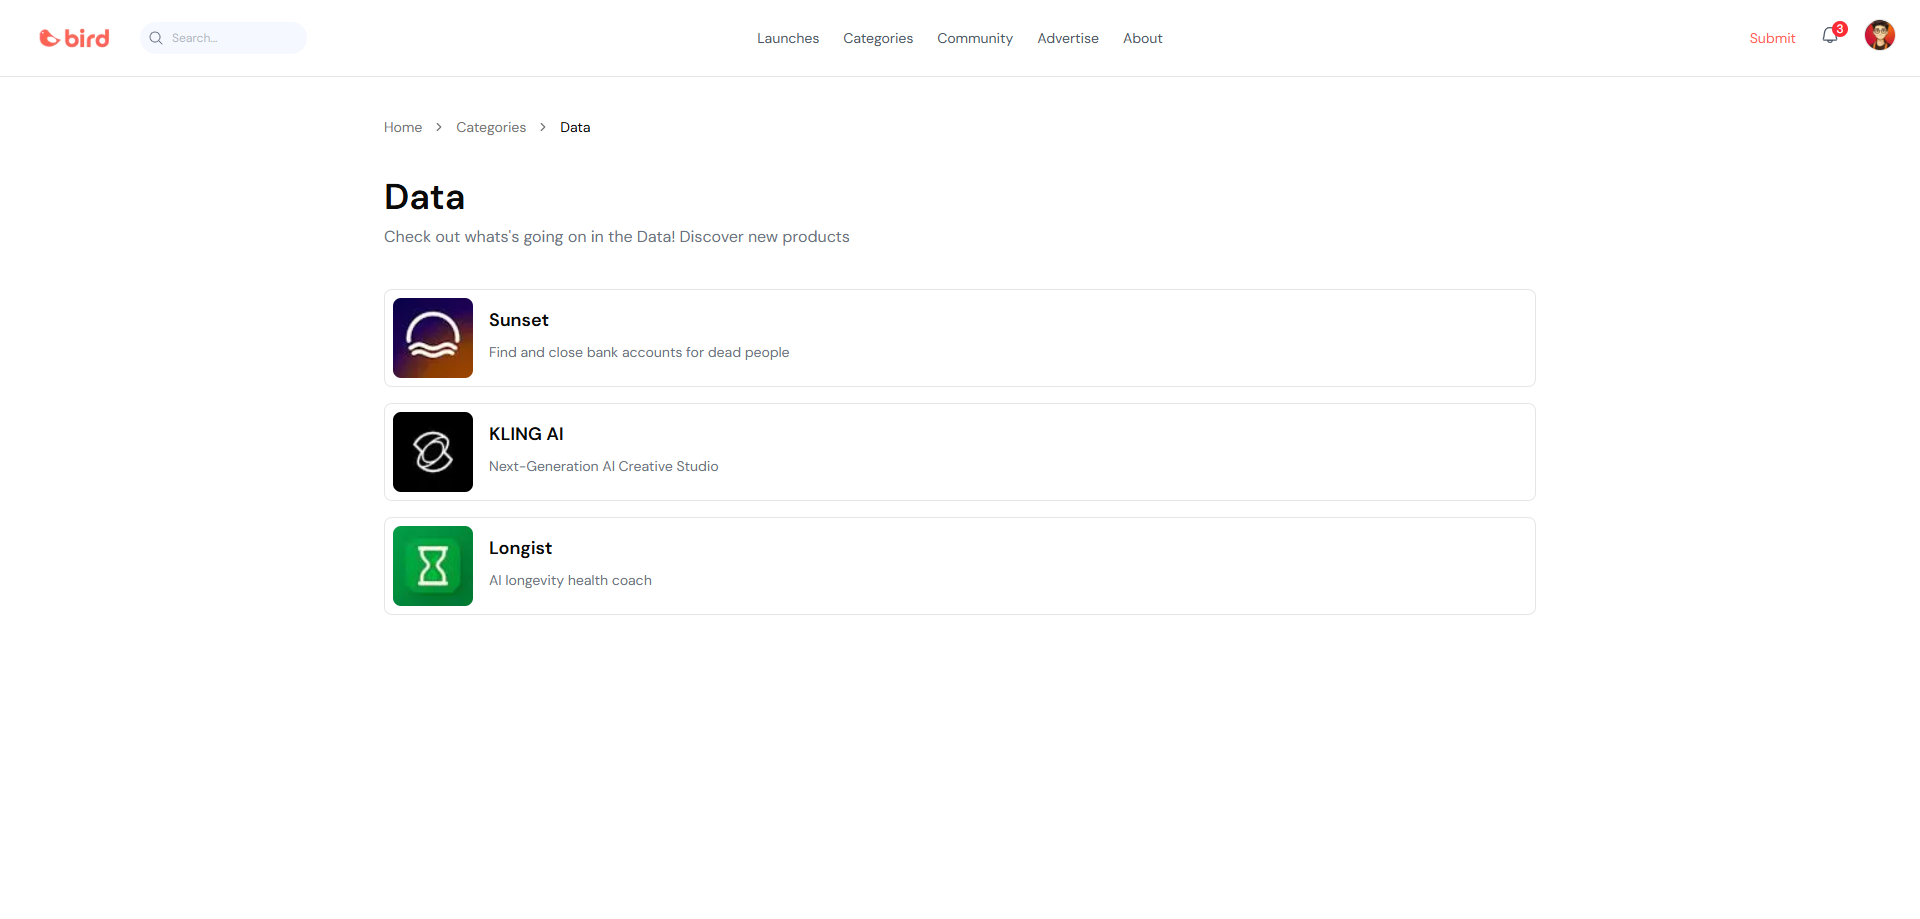 bird
Search...
Launches
Categories
Community
Advertise
About
Submit
3
Home
Categories
Data
Data
Check out whats's going on in the Data! Discover new products
Sunset
Find and close bank accounts for dead people
KLING AI
Next-Generation AI Creative Studio
Longist
AI longevity health coach